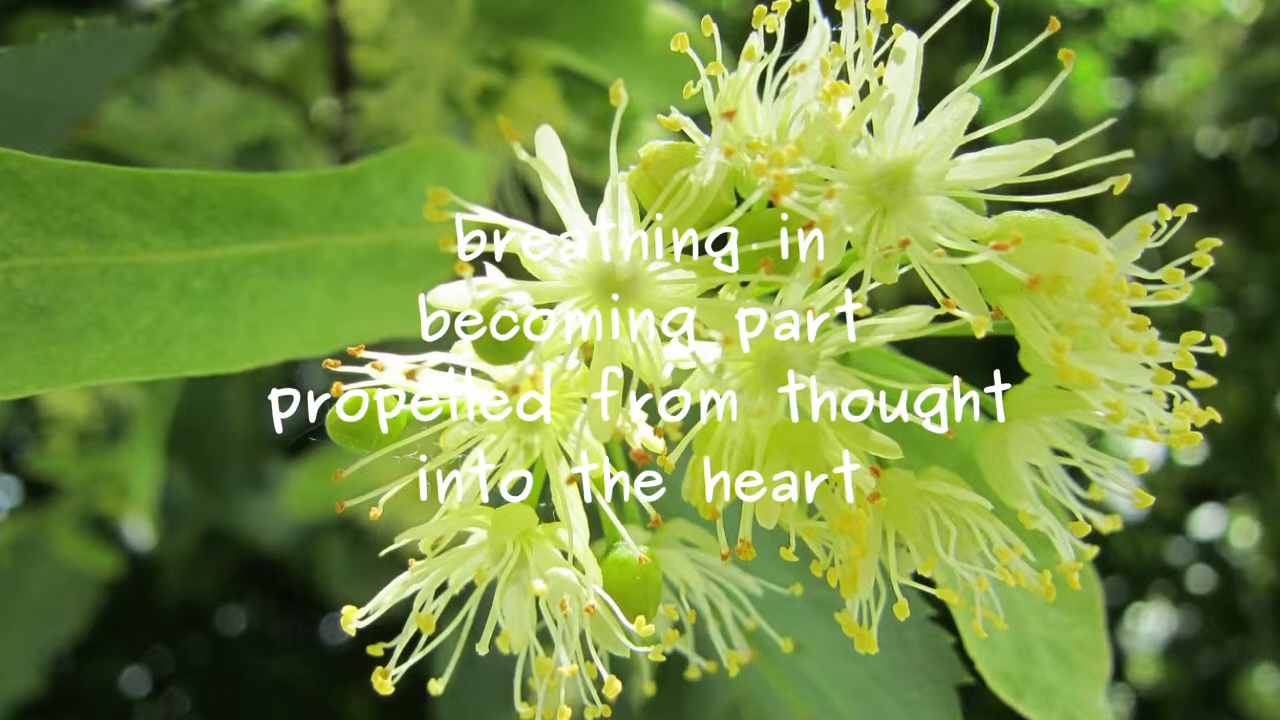 breathing in
becoming part
propelled from thought
into the heart